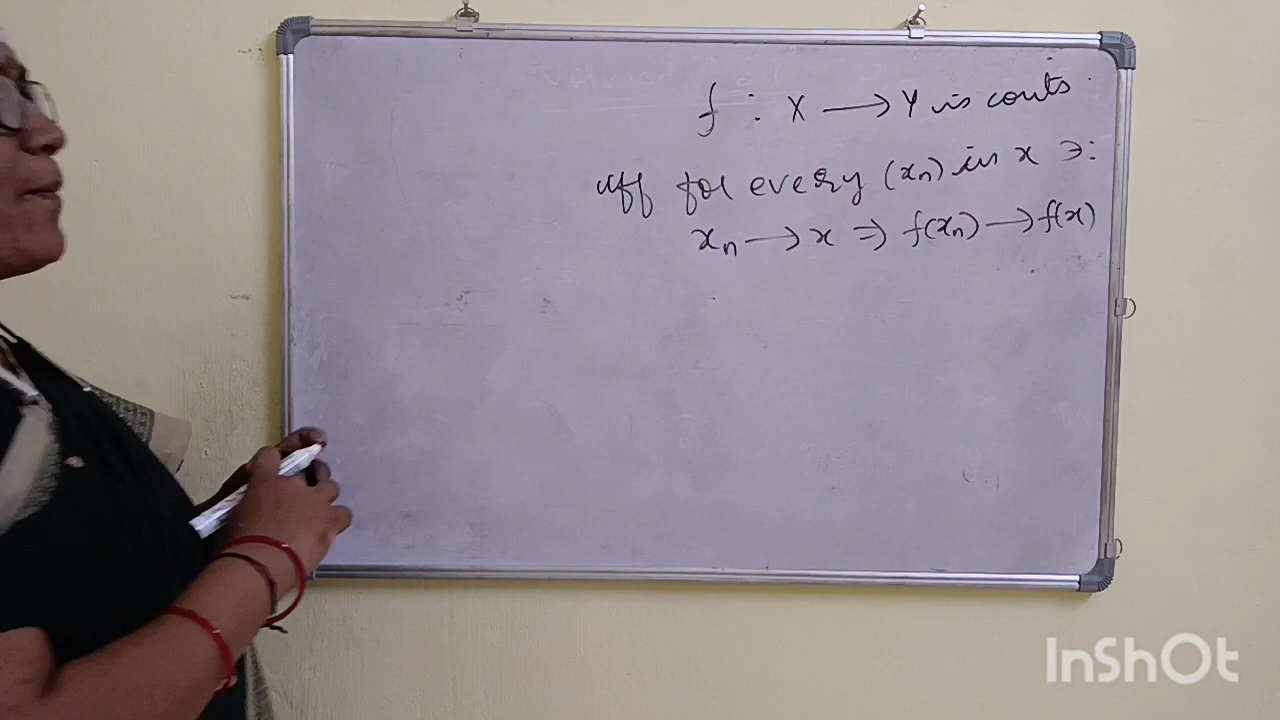 f : X → Y is conts.
iff for every (xn) in x ∋:
xn → x ⇒ f(xn) → f(x)
InShOt